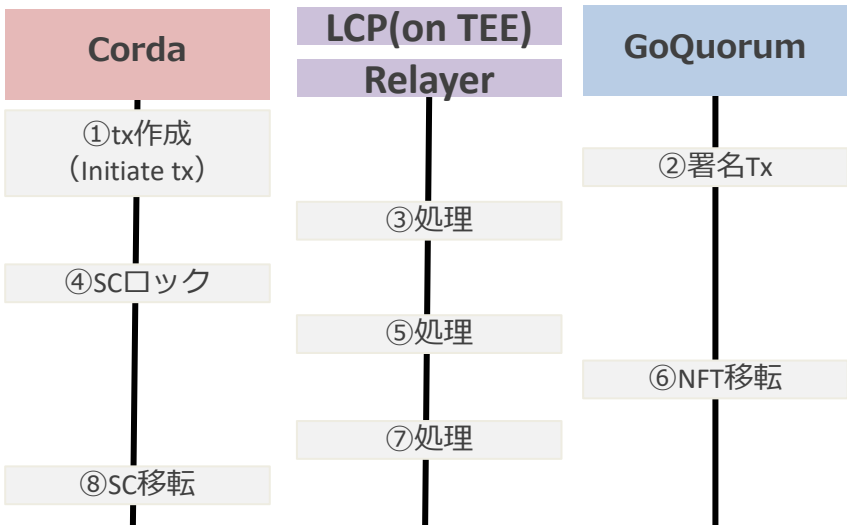 Corda
LCP(on TEE)
Relayer
GoQuorum
①tx作成
（Initiate tx）
②署名Tx
③処理
④SCロック
⑤処理
⑥NFT移転
⑦処理
⑧SC移転